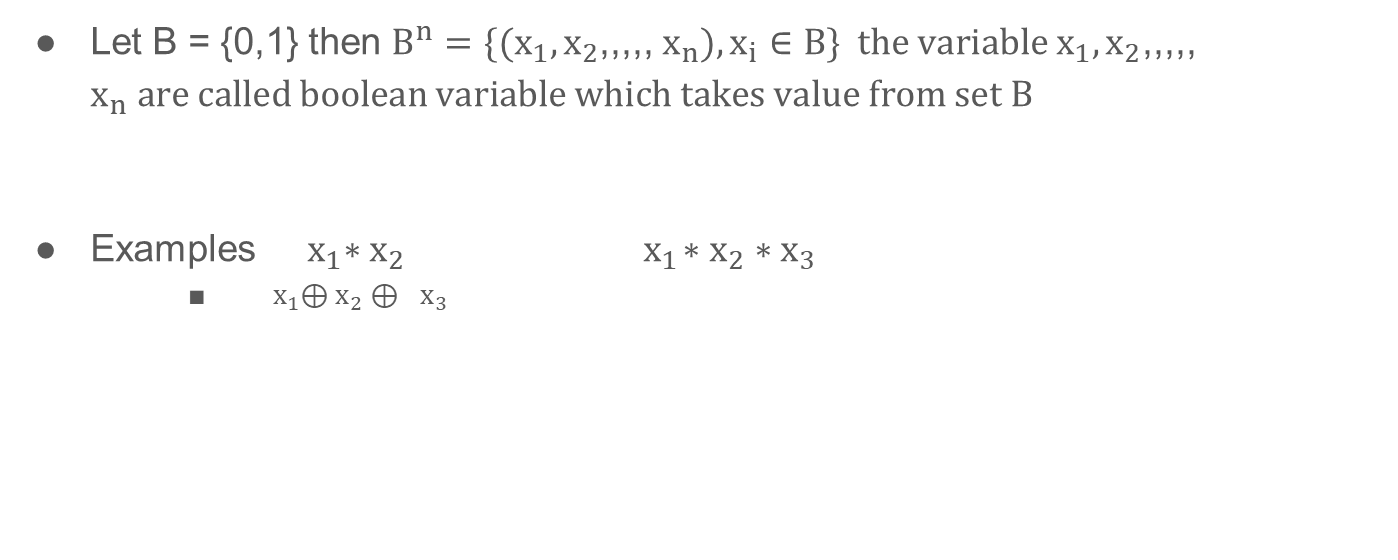 ● Let B = {0,1} then Bⁿ = {(x₁, x₂,,,,, xₙ), xᵢ ∈ B} the variable x₁, x₂,,,,,
xₙ are called boolean variable which takes value from set B
● Examples x₁ ∗ x₂ x₁ ∗ x₂ ∗ x₃
■ x₁⊕ x₂ ⊕ x₃